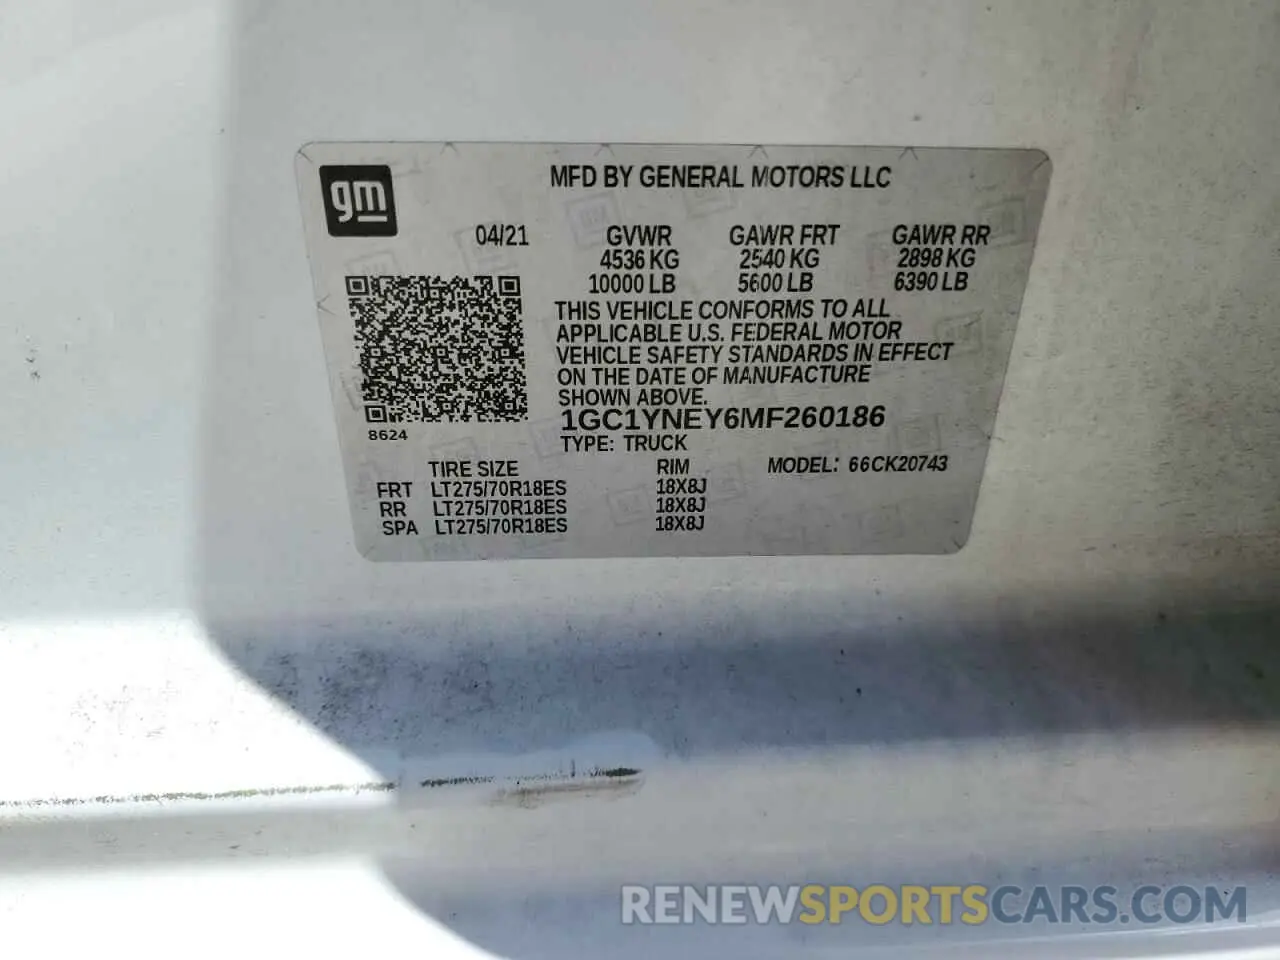 gm
MFD BY GENERAL MOTORS LLC
04/21 GVWR GAWR FRT GAWR RR
4536 KG 2540 KG 2898 KG
10000 LB 5600 LB 6390 LB
THIS VEHICLE CONFORMS TO ALL
APPLICABLE U.S. FEDERAL MOTOR
VEHICLE SAFETY STANDARDS IN EFFECT
ON THE DATE OF MANUFACTURE
SHOWN ABOVE.
1GC1YNEY6MF260186
8624
TYPE: TRUCK
TIRE SIZE RIM MODEL: 66CK20743
FRT LT275/70R18ES 18X8J
RR LT275/70R18ES 18X8J
SPA LT275/70R18ES 18X8J
RENEWSPORTSCARS.COM